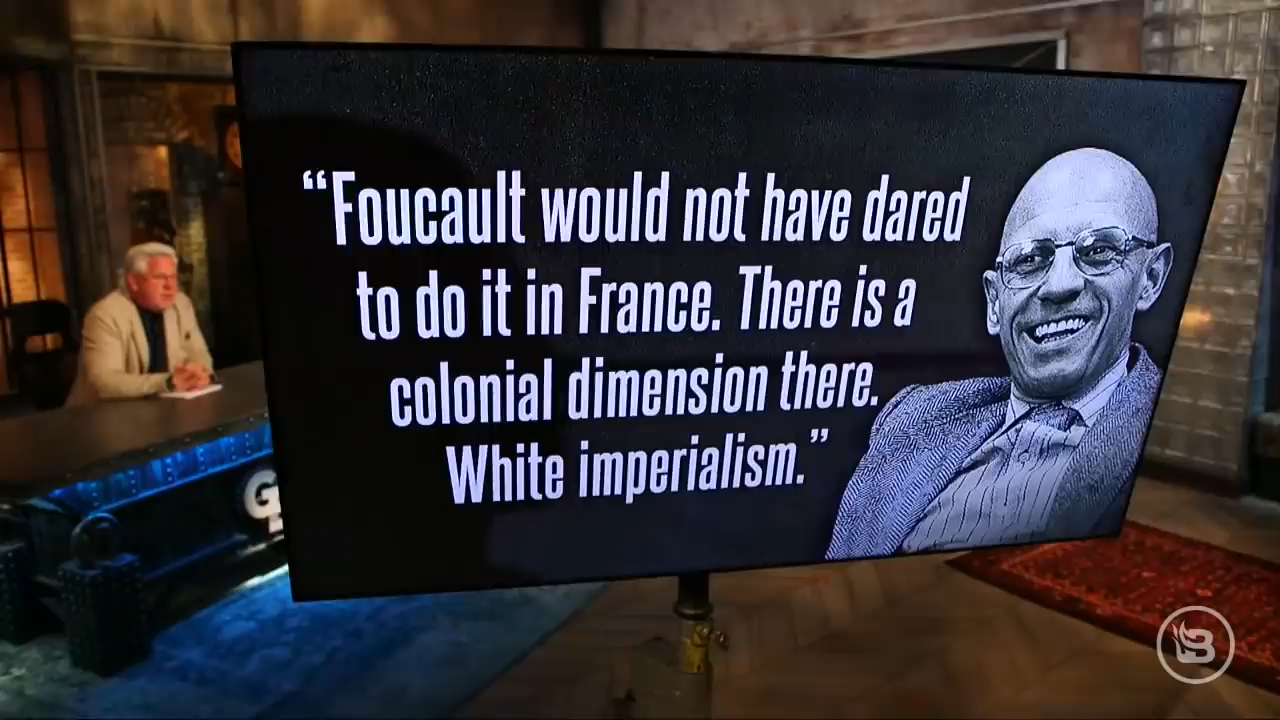 “Foucault would not have dared
to do it in France. There is a
colonial dimension there.
White imperialism.”
G
B